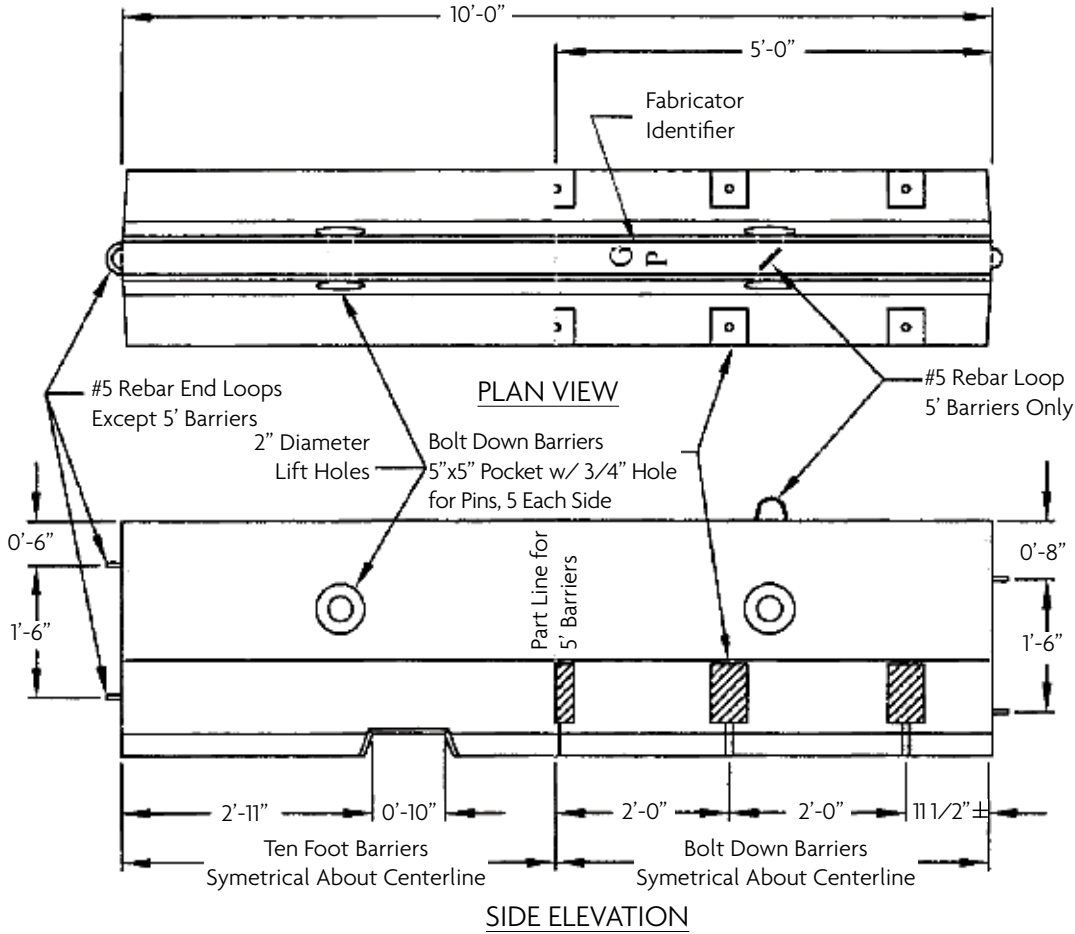 10'-0"
5'-0"
Fabricator
Identifier
G
P
#5 Rebar End Loops
Except 5' Barriers
PLAN VIEW
#5 Rebar Loop
5' Barriers Only
2" Diameter
Lift Holes
Bolt Down Barriers
5"x5" Pocket w/ 3/4" Hole
for Pins, 5 Each Side
0'-6"
1'-6"
Part Line for
5' Barriers
0'-8"
1'-6"
2'-11"
0'-10"
2'-0"
2'-0"
11 1/2" ±
Ten Foot Barriers
Symetrical About Centerline
Bolt Down Barriers
Symetrical About Centerline
SIDE ELEVATION